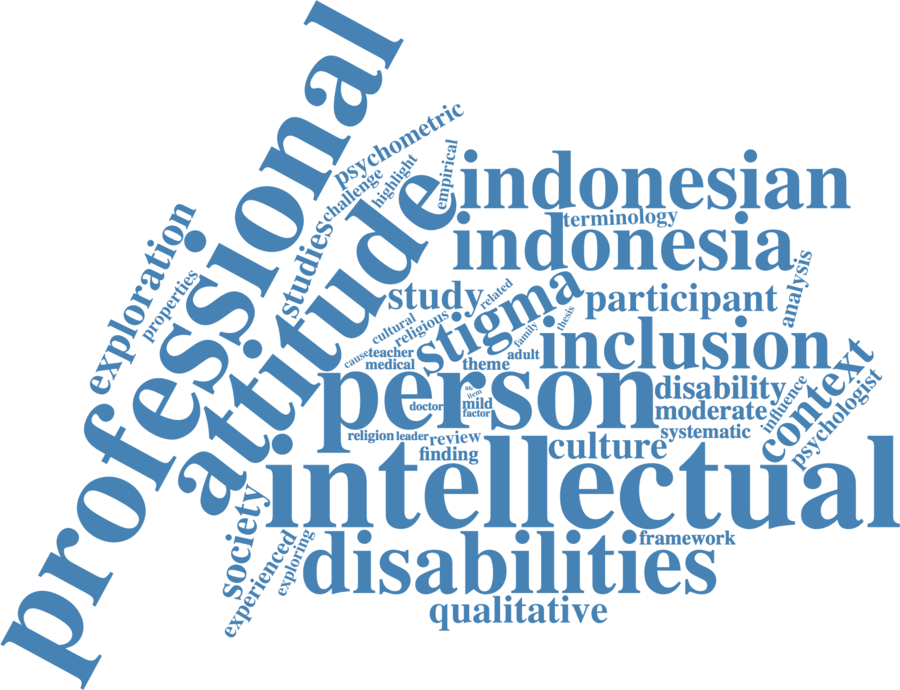 professional
attitude
exploration
properties
studies
psychometric
challenge
highlight
empirical
indonesian
terminology
indonesia
analysis
study
related
participant
stigma
cultural
religious
thesis
family
inclusion
cause
teacher
medical
theme
adult
person
disability
context
influence
psychologist
life
item
doctor
mild
factor
moderate
religion
leader
review
systematic
culture
finding
intellectual
society
experienced
exploring
framework
disabilities
qualitative